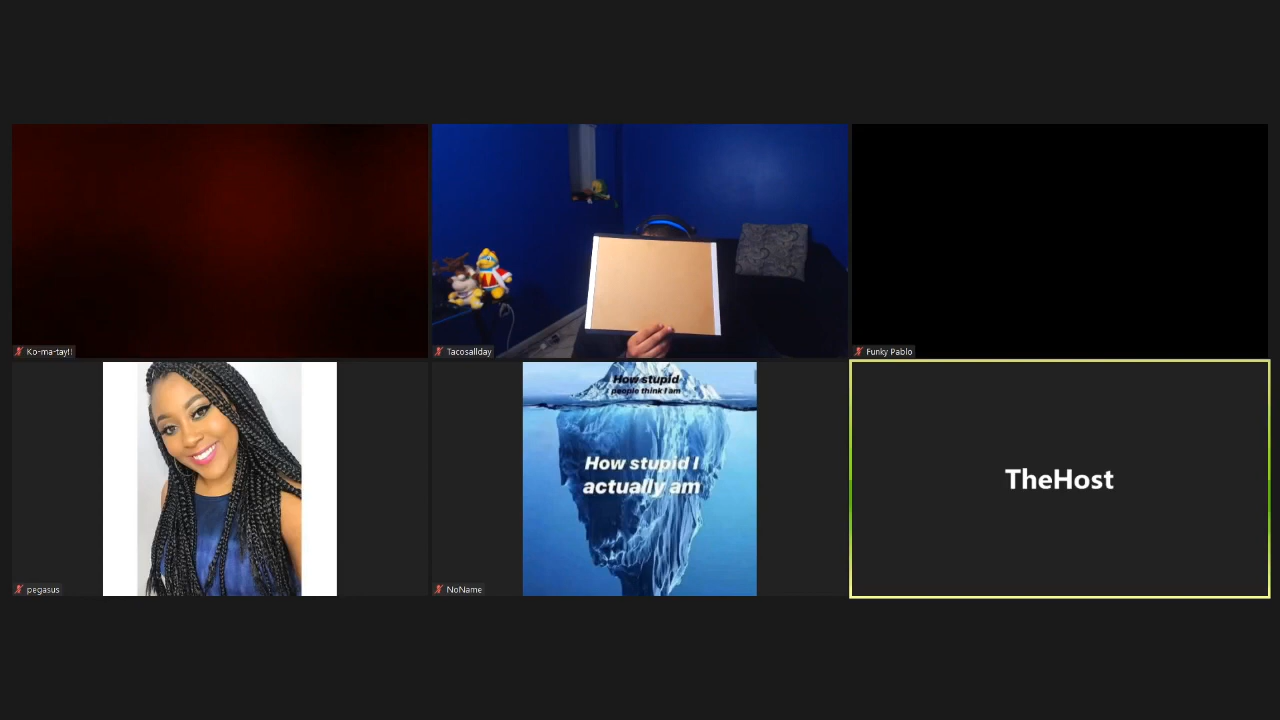 Ko-ma-tay!!
Tacosallday
Funky Pablo
How stupid
people think I am
How stupid I
actually am
TheHost
pegasus
NoName